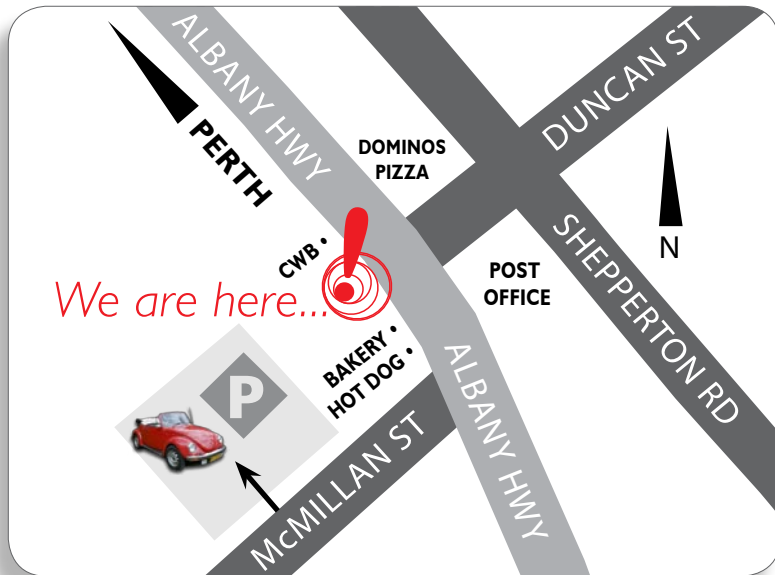 ALBANY HWY
DUNCAN ST
PERTH
DOMINOS
PIZZA
N
CWB •
SHEPPERTON RD
POST
OFFICE
We are here...
BAKERY •
HOT DOG •
P
ALBANY HWY
McMILLAN ST